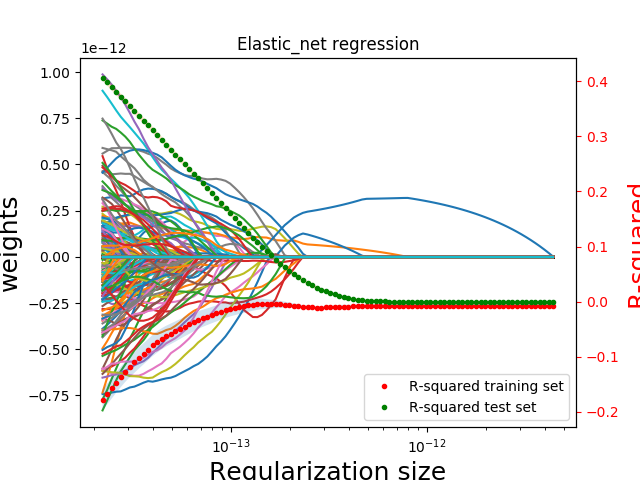 Elastic_net regression
1e−12
1.00
0.75
0.50
0.25
0.00
−0.25
−0.50
−0.75
weights
0.4
0.3
0.2
0.1
0.0
−0.1
−0.2
R-squared
R-squared training set
R-squared test set
10⁻¹³
10⁻¹²
Regularization size